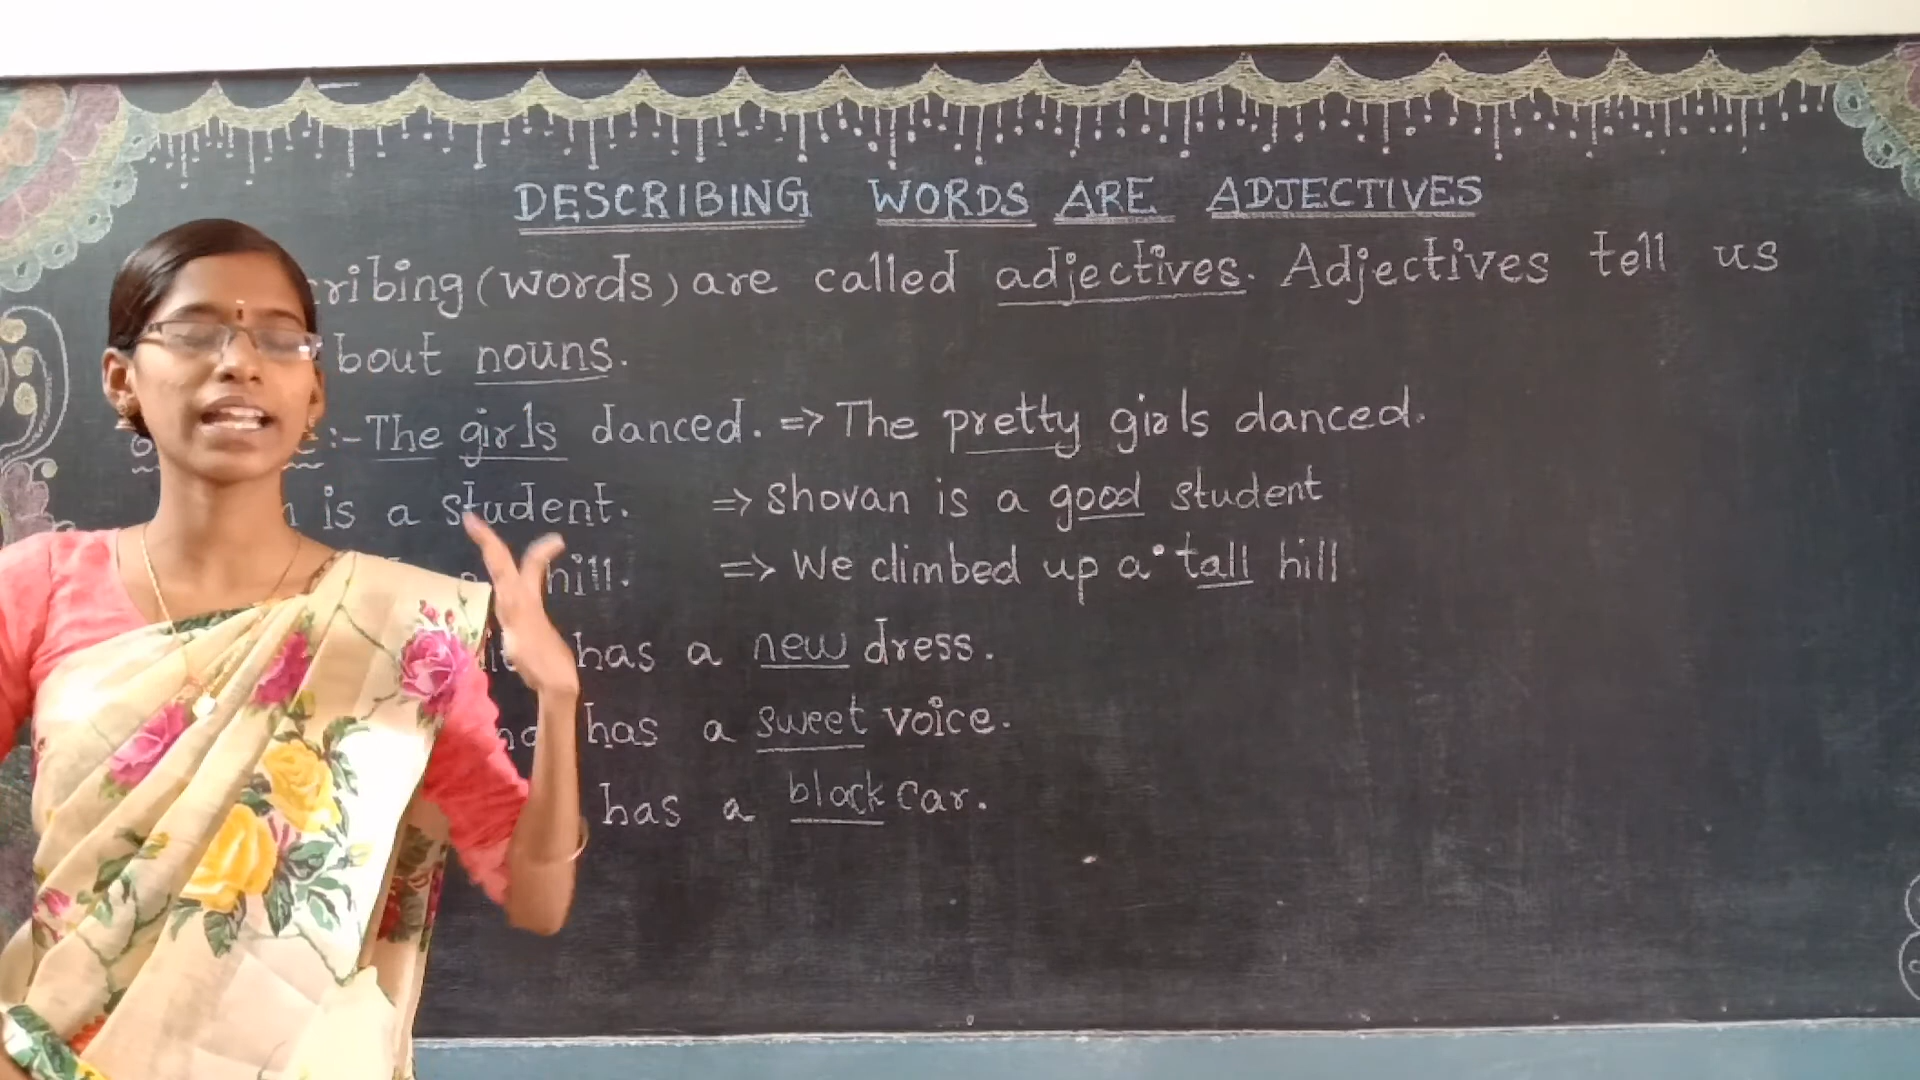 DESCRIBING WORDS ARE ADJECTIVES
(words) are called adjectives. Adjectives tell us
nouns.
:- The girls danced. => The pretty girls danced.
is a student. => Shovan is a good student
hill. => We climbed up a tall hill
has a new dress.
has a sweet voice.
has a black car.